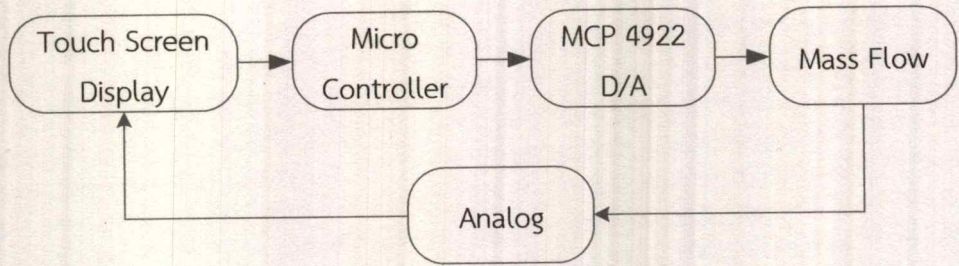 Touch Screen
Display
Micro
Controller
MCP 4922
D/A
Mass Flow
Analog